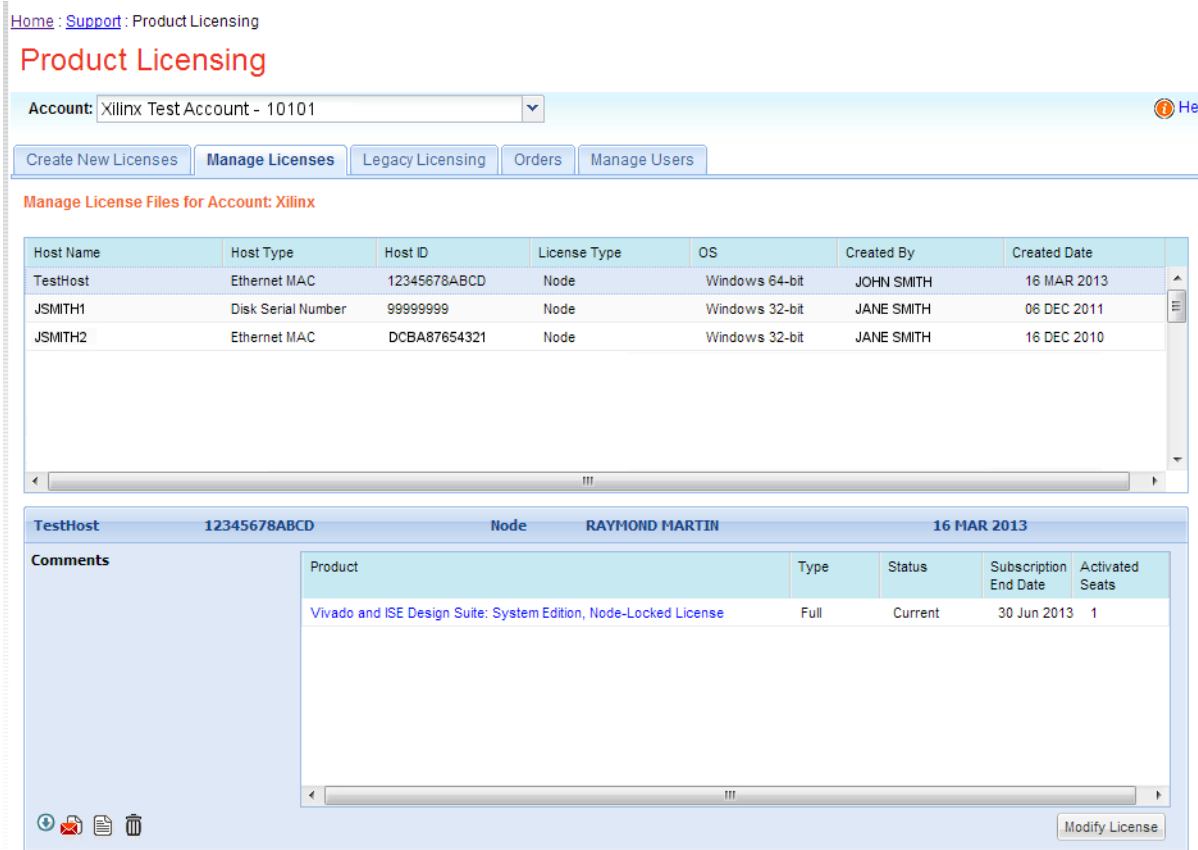 Home : Support : Product Licensing
Product Licensing
Account: Xilinx Test Account - 10101
He
Create New Licenses Manage Licenses Legacy Licensing Orders Manage Users
Manage License Files for Account: Xilinx
Host Name Host Type Host ID License Type OS Created By Created Date
TestHost Ethernet MAC 12345678ABCD Node Windows 64-bit JOHN SMITH 16 MAR 2013
JSMITH1 Disk Serial Number 99999999 Node Windows 32-bit JANE SMITH 06 DEC 2011
JSMITH2 Ethernet MAC DCBA87654321 Node Windows 32-bit JANE SMITH 16 DEC 2010
TestHost 12345678ABCD Node RAYMOND MARTIN 16 MAR 2013
Comments
Product Type Status Subscription End Date Activated Seats
Vivado and ISE Design Suite: System Edition, Node-Locked License Full Current 30 Jun 2013 1
Modify License